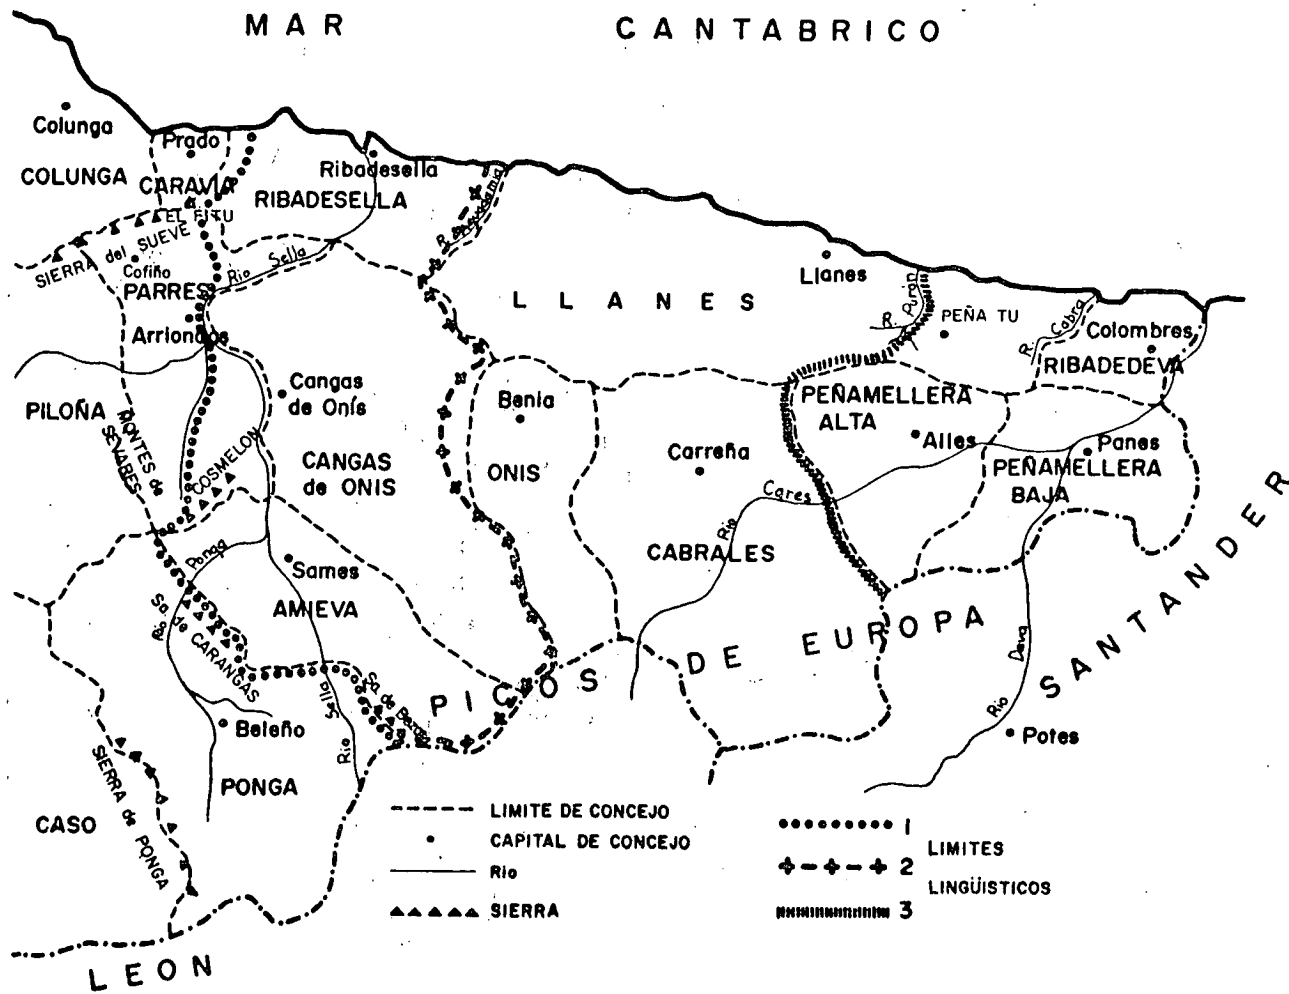 MAR CANTABRICO
Colunga
COLUNGA
Prado
CARAVIA
Ribadesella
RIBADESELLA
EL FITU
SIERRA del SUEVE
Cofiño
PARRES
Rio Sella
Arriondas
Llanes
LLANES
R. Purón
PEÑA TU
R. Cabra
Colombres
RIBADEDEVA
PILOÑA
MONTES de SEVARES
Cangas
de Onís
COSMELON
CANGAS
de ONIS
Benia
ONIS
Carreña
CABRALES
Rio Cares
PEÑAMELLERA
ALTA
Alles
Panes
PEÑAMELLERA
BAJA
Rio Ponga
Sames
AMIEVA
Sa. de CARANGAS
Rio Sella
Beleño
PONGA
CASO
SIERRA de PONGA
PICOS DE EUROPA
SANTANDER
Rio Deva
Potes
LEON
LIMITE DE CONCEJO
CAPITAL DE CONCEJO
Rio
SIERRA
1
2
3
LIMITES
LINGÜISTICOS